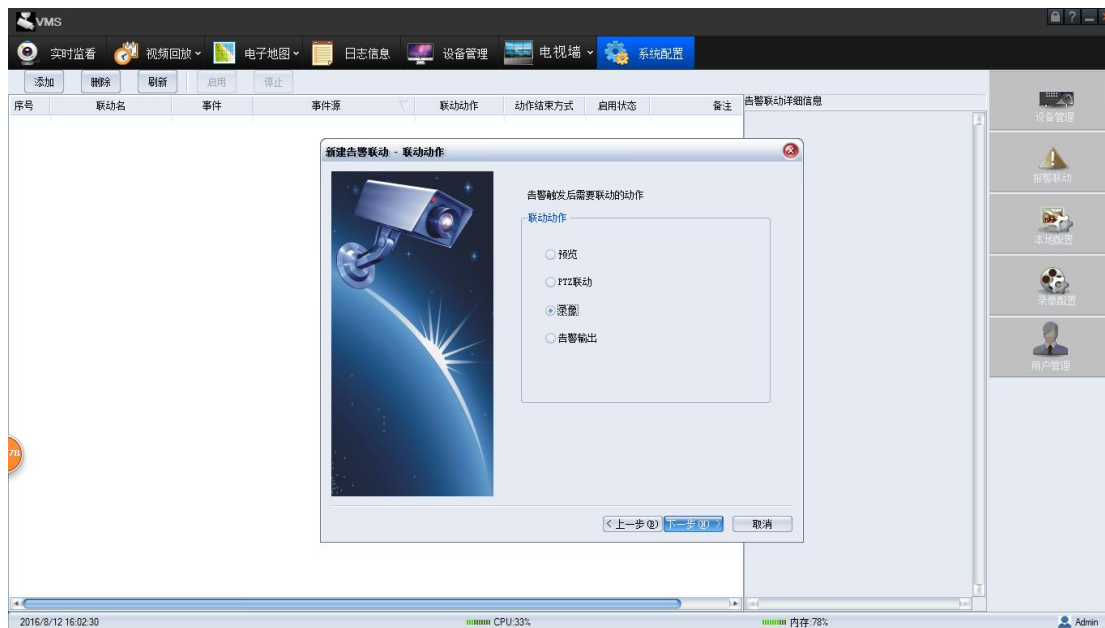 VMS
实时监看 视频回放 电子地图 日志信息 设备管理 电视墙 系统配置
添加 删除 刷新 启用 停止
序号 联动名 事件 事件源 联动动作 动作结束方式 启用状态 备注 告警联动详细信息
设备管理
报警联动
本地配置
录像配置
用户管理
新建告警联动 - 联动动作
告警触发后需要联动的动作
联动动作
预览
PTZ联动
录像
告警输出
78
< 上一步(B) 下一步(N) > 取消
2016/8/12 16:02:30 CPU:33% 内存:78% Admin